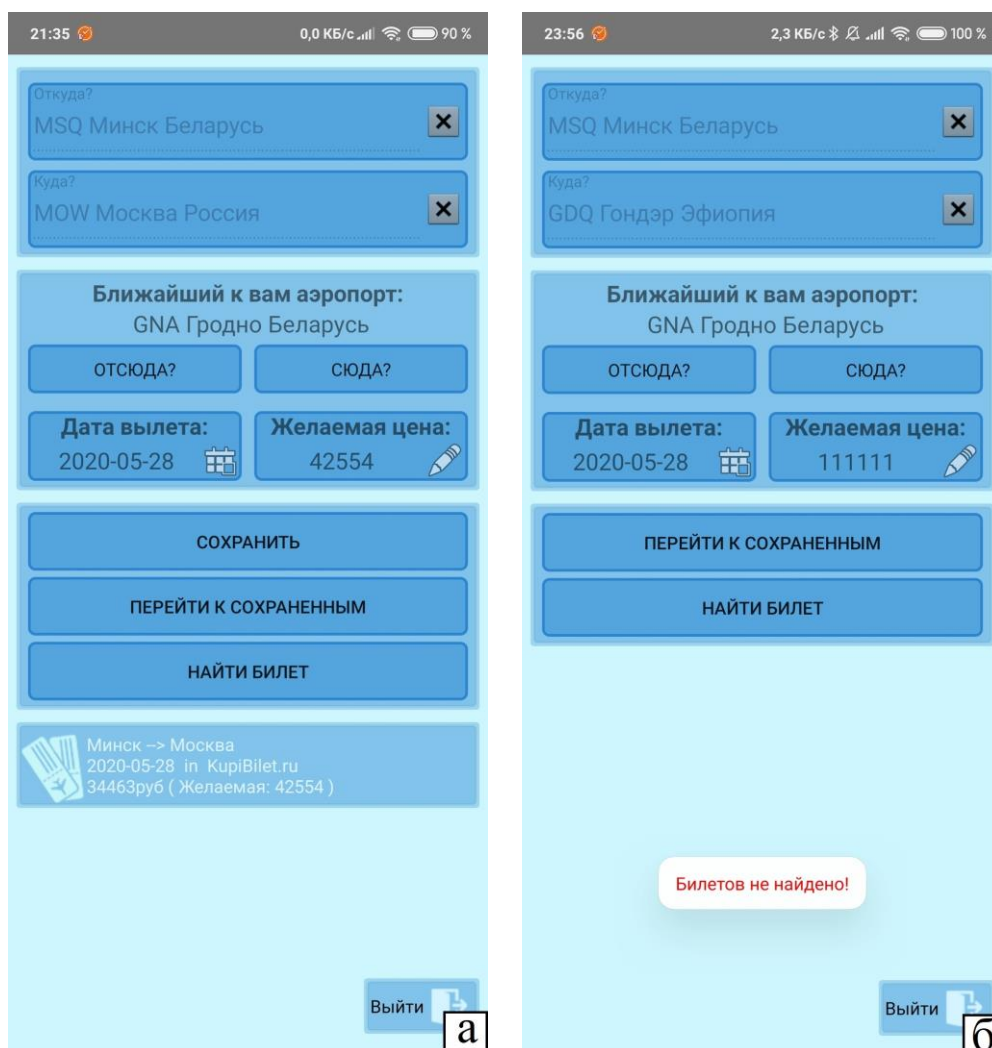 21:35 0,0 КБ/с 90 %
Откуда?
MSQ Минск Беларусь
Куда?
MOW Москва Россия
Ближайший к вам аэропорт:
GNA Гродно Беларусь
ОТСЮДА? СЮДА?
Дата вылета: Желаемая цена:
2020-05-28 42554
СОХРАНИТЬ
ПЕРЕЙТИ К СОХРАНЕННЫМ
НАЙТИ БИЛЕТ
Минск –> Москва
2020-05-28 in KupiBilet.ru
34463руб ( Желаемая: 42554 )
Выйти
а
23:56 2,3 КБ/с 100 %
Откуда?
MSQ Минск Беларусь
Куда?
GDQ Гондэр Эфиопия
Ближайший к вам аэропорт:
GNA Гродно Беларусь
ОТСЮДА? СЮДА?
Дата вылета: Желаемая цена:
2020-05-28 111111
ПЕРЕЙТИ К СОХРАНЕННЫМ
НАЙТИ БИЛЕТ
Билетов не найдено!
Выйти
б